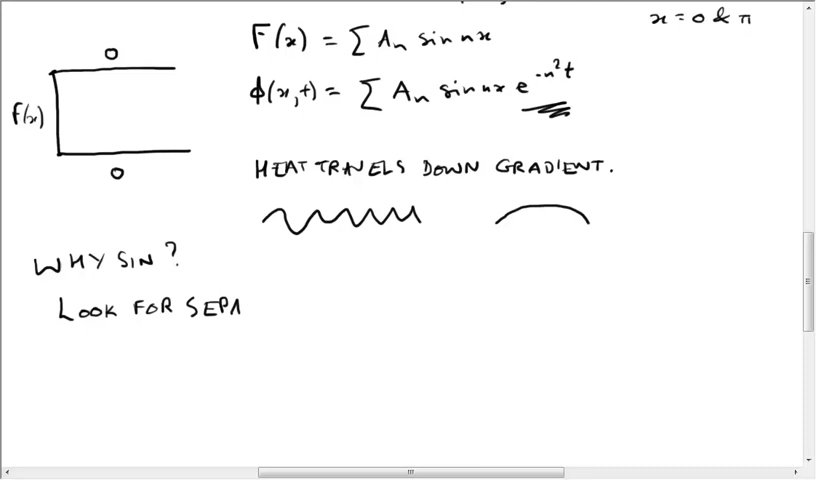 x = 0 & π
F(x) = ∑ An sin nx
0
φ(x,t) = ∑ An sin nx e^-n²t
F(x)
0
HEAT TRAVELS DOWN GRADIENT.
WHY SIN?
LOOK FOR SEPA